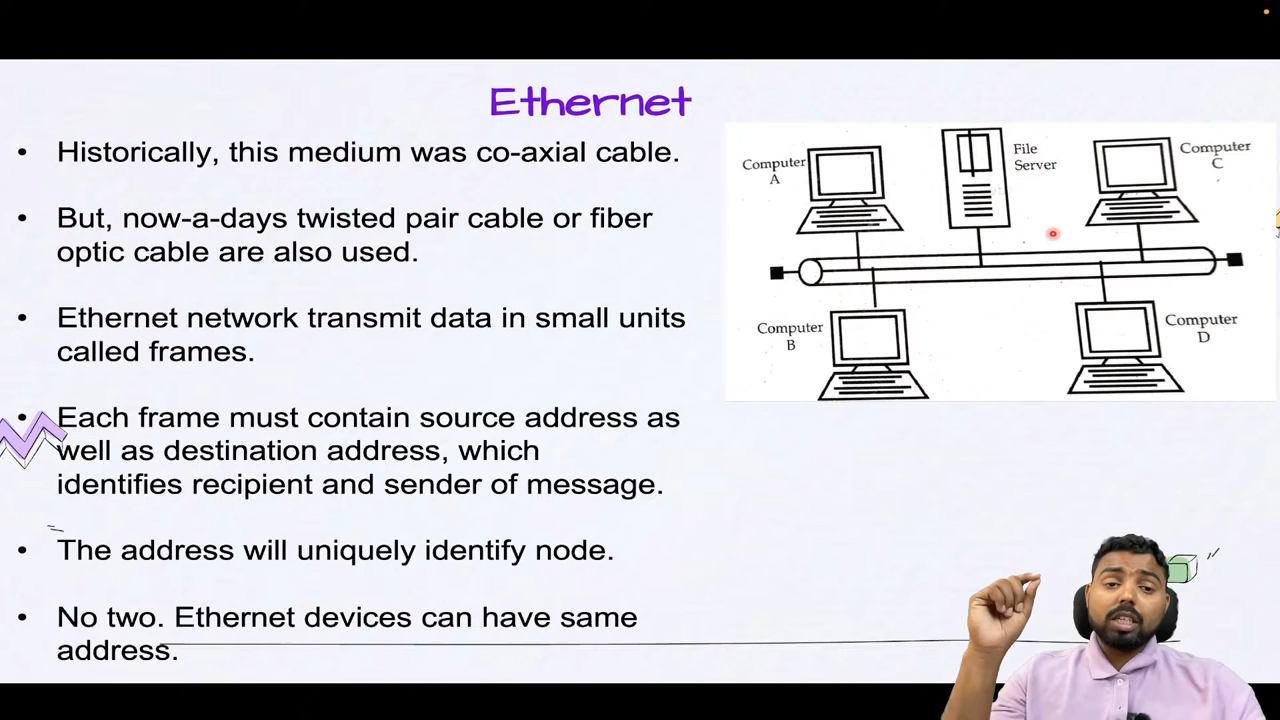 Ethernet
• Historically, this medium was co-axial cable.
• But, now-a-days twisted pair cable or fiber
optic cable are also used.
• Ethernet network transmit data in small units
called frames.
• Each frame must contain source address as
well as destination address, which
identifies recipient and sender of message.
• The address will uniquely identify node.
• No two. Ethernet devices can have same
address.
Computer
A
File
Server
Computer
C
Computer
B
Computer
D